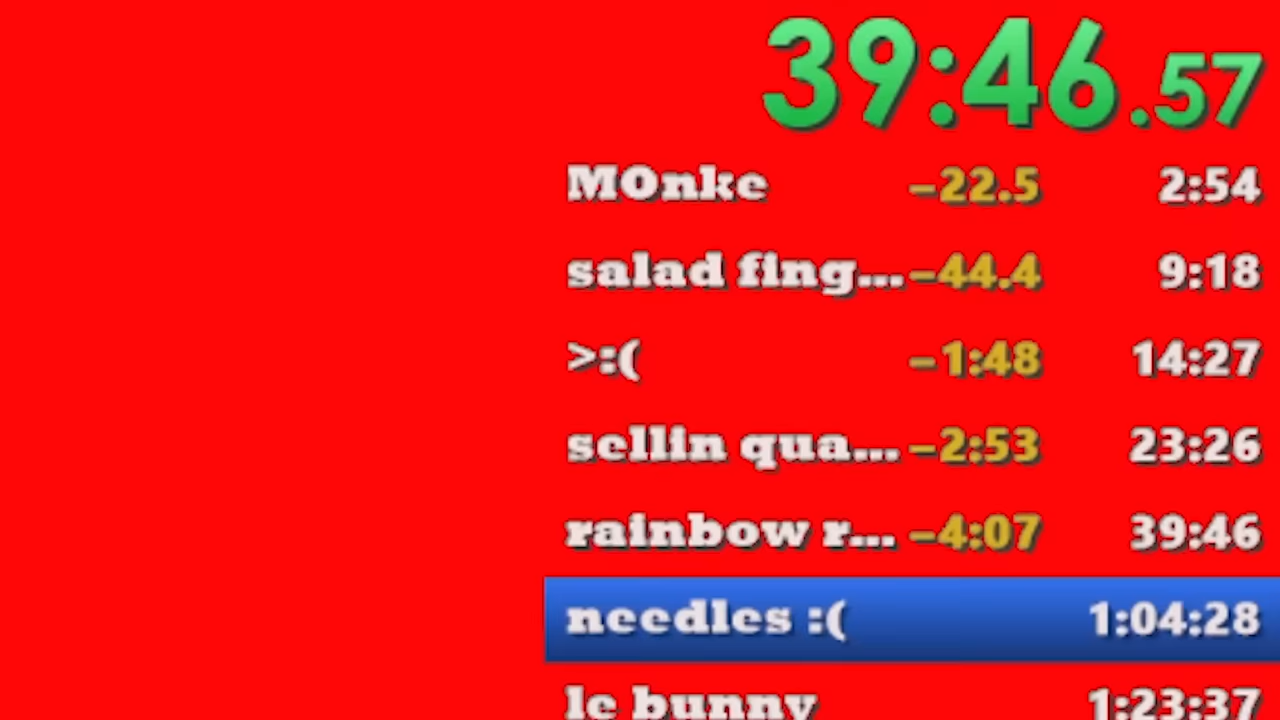 39:46.57
MOnke −22.5 2:54
salad fing... −44.4 9:18
>:( −1:48 14:27
sellin qua... −2:53 23:26
rainbow r... −4:07 39:46
needles :( 1:04:28
le bunny 1:23:37